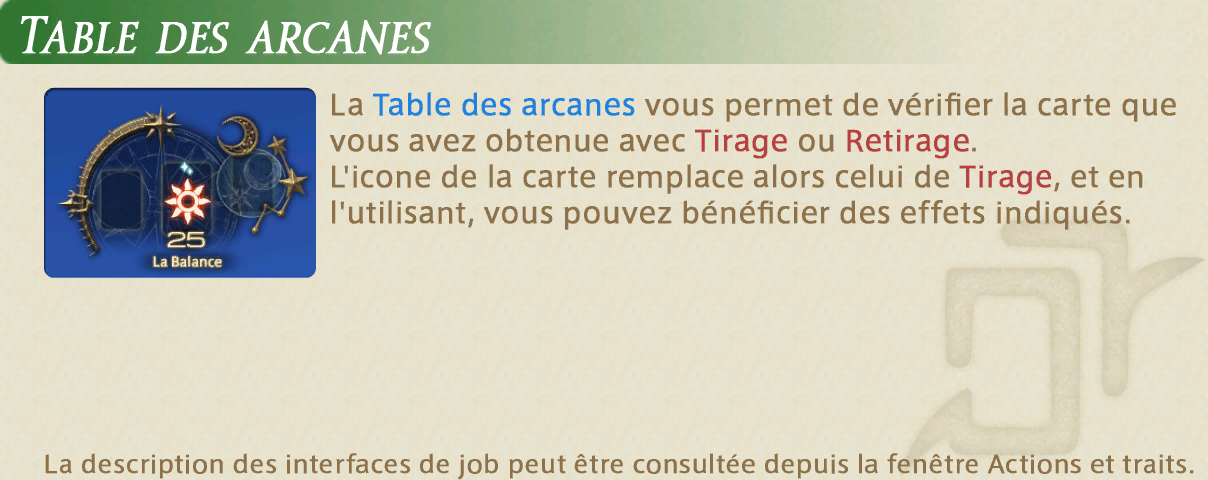 TABLE DES ARCANES
La Table des arcanes vous permet de vérifier la carte que
vous avez obtenue avec Tirage ou Retirage.
L'icone de la carte remplace alors celui de Tirage, et en
l'utilisant, vous pouvez bénéficier des effets indiqués.
25
La Balance
La description des interfaces de job peut être consultée depuis la fenêtre Actions et traits.